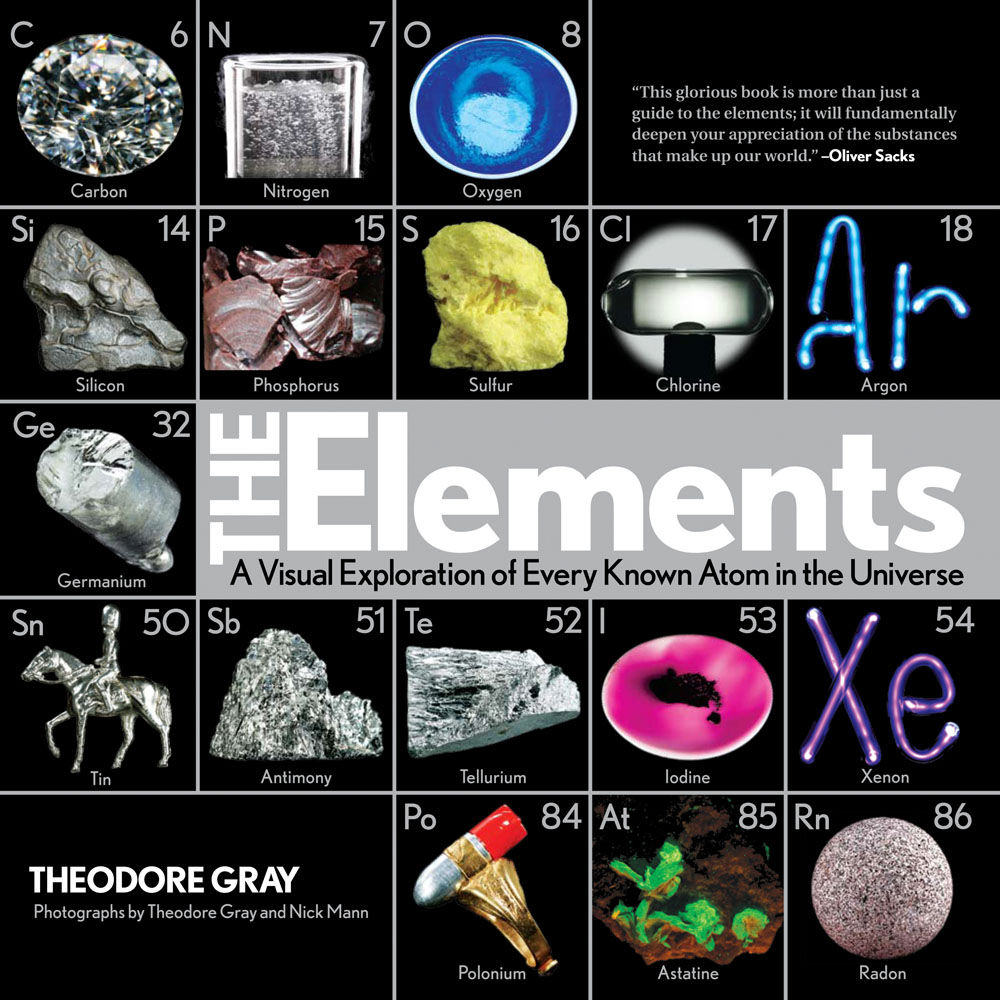 C 6
N 7
O 8
Carbon
Nitrogen
Oxygen
“This glorious book is more than just a
guide to the elements; it will fundamentally
deepen your appreciation of the substances
that make up our world.” –Oliver Sacks
Si 14
P 15
S 16
Cl 17
Ar 18
Ar
Silicon
Phosphorus
Sulfur
Chlorine
Argon
Ge 32
Germanium
THE Elements
A Visual Exploration of Every Known Atom in the Universe
Sn 50
Sb 51
Te 52
I 53
Xe
54
Tin
Antimony
Tellurium
Iodine
Xenon
THEODORE GRAY
Photographs by Theodore Gray and Nick Mann
Po 84
At 85
Rn 86
Polonium
Astatine
Radon